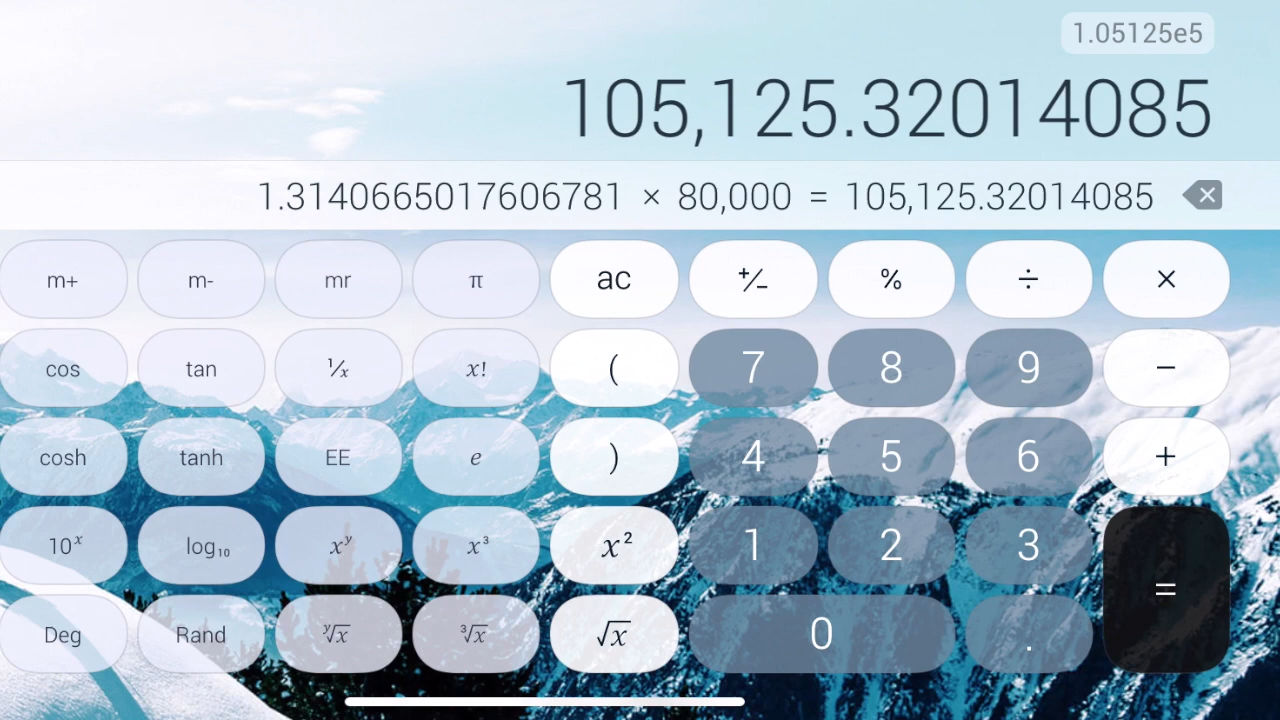 1.05125e5
105,125.32014085
1.3140665017606781 × 80,000 = 105,125.32014085
m+ m- mr π ac +/− % ÷ ×
cos tan 1/x x! ( 7 8 9 −
cosh tanh EE e ) 4 5 6 +
10ˣ log₁₀ xʸ x³ x² 1 2 3
=
Deg Rand ʸ√x ³√x √x 0 .